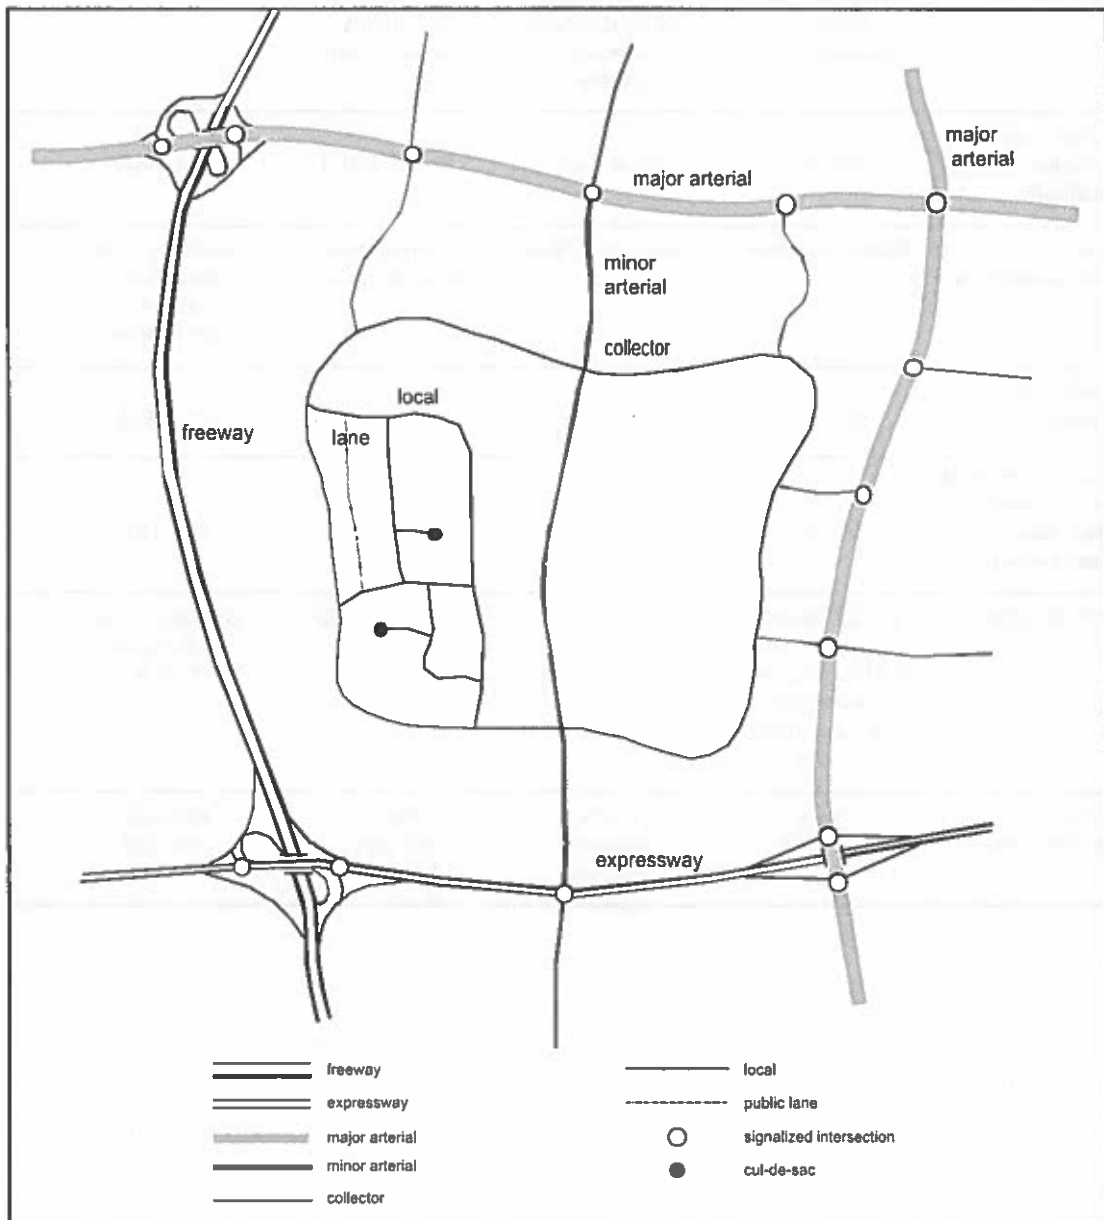 major
arterial
major arterial
minor
arterial
collector
local
freeway
lane
expressway
freeway
expressway
major arterial
minor arterial
collector
local
public lane
signalized intersection
cul-de-sac